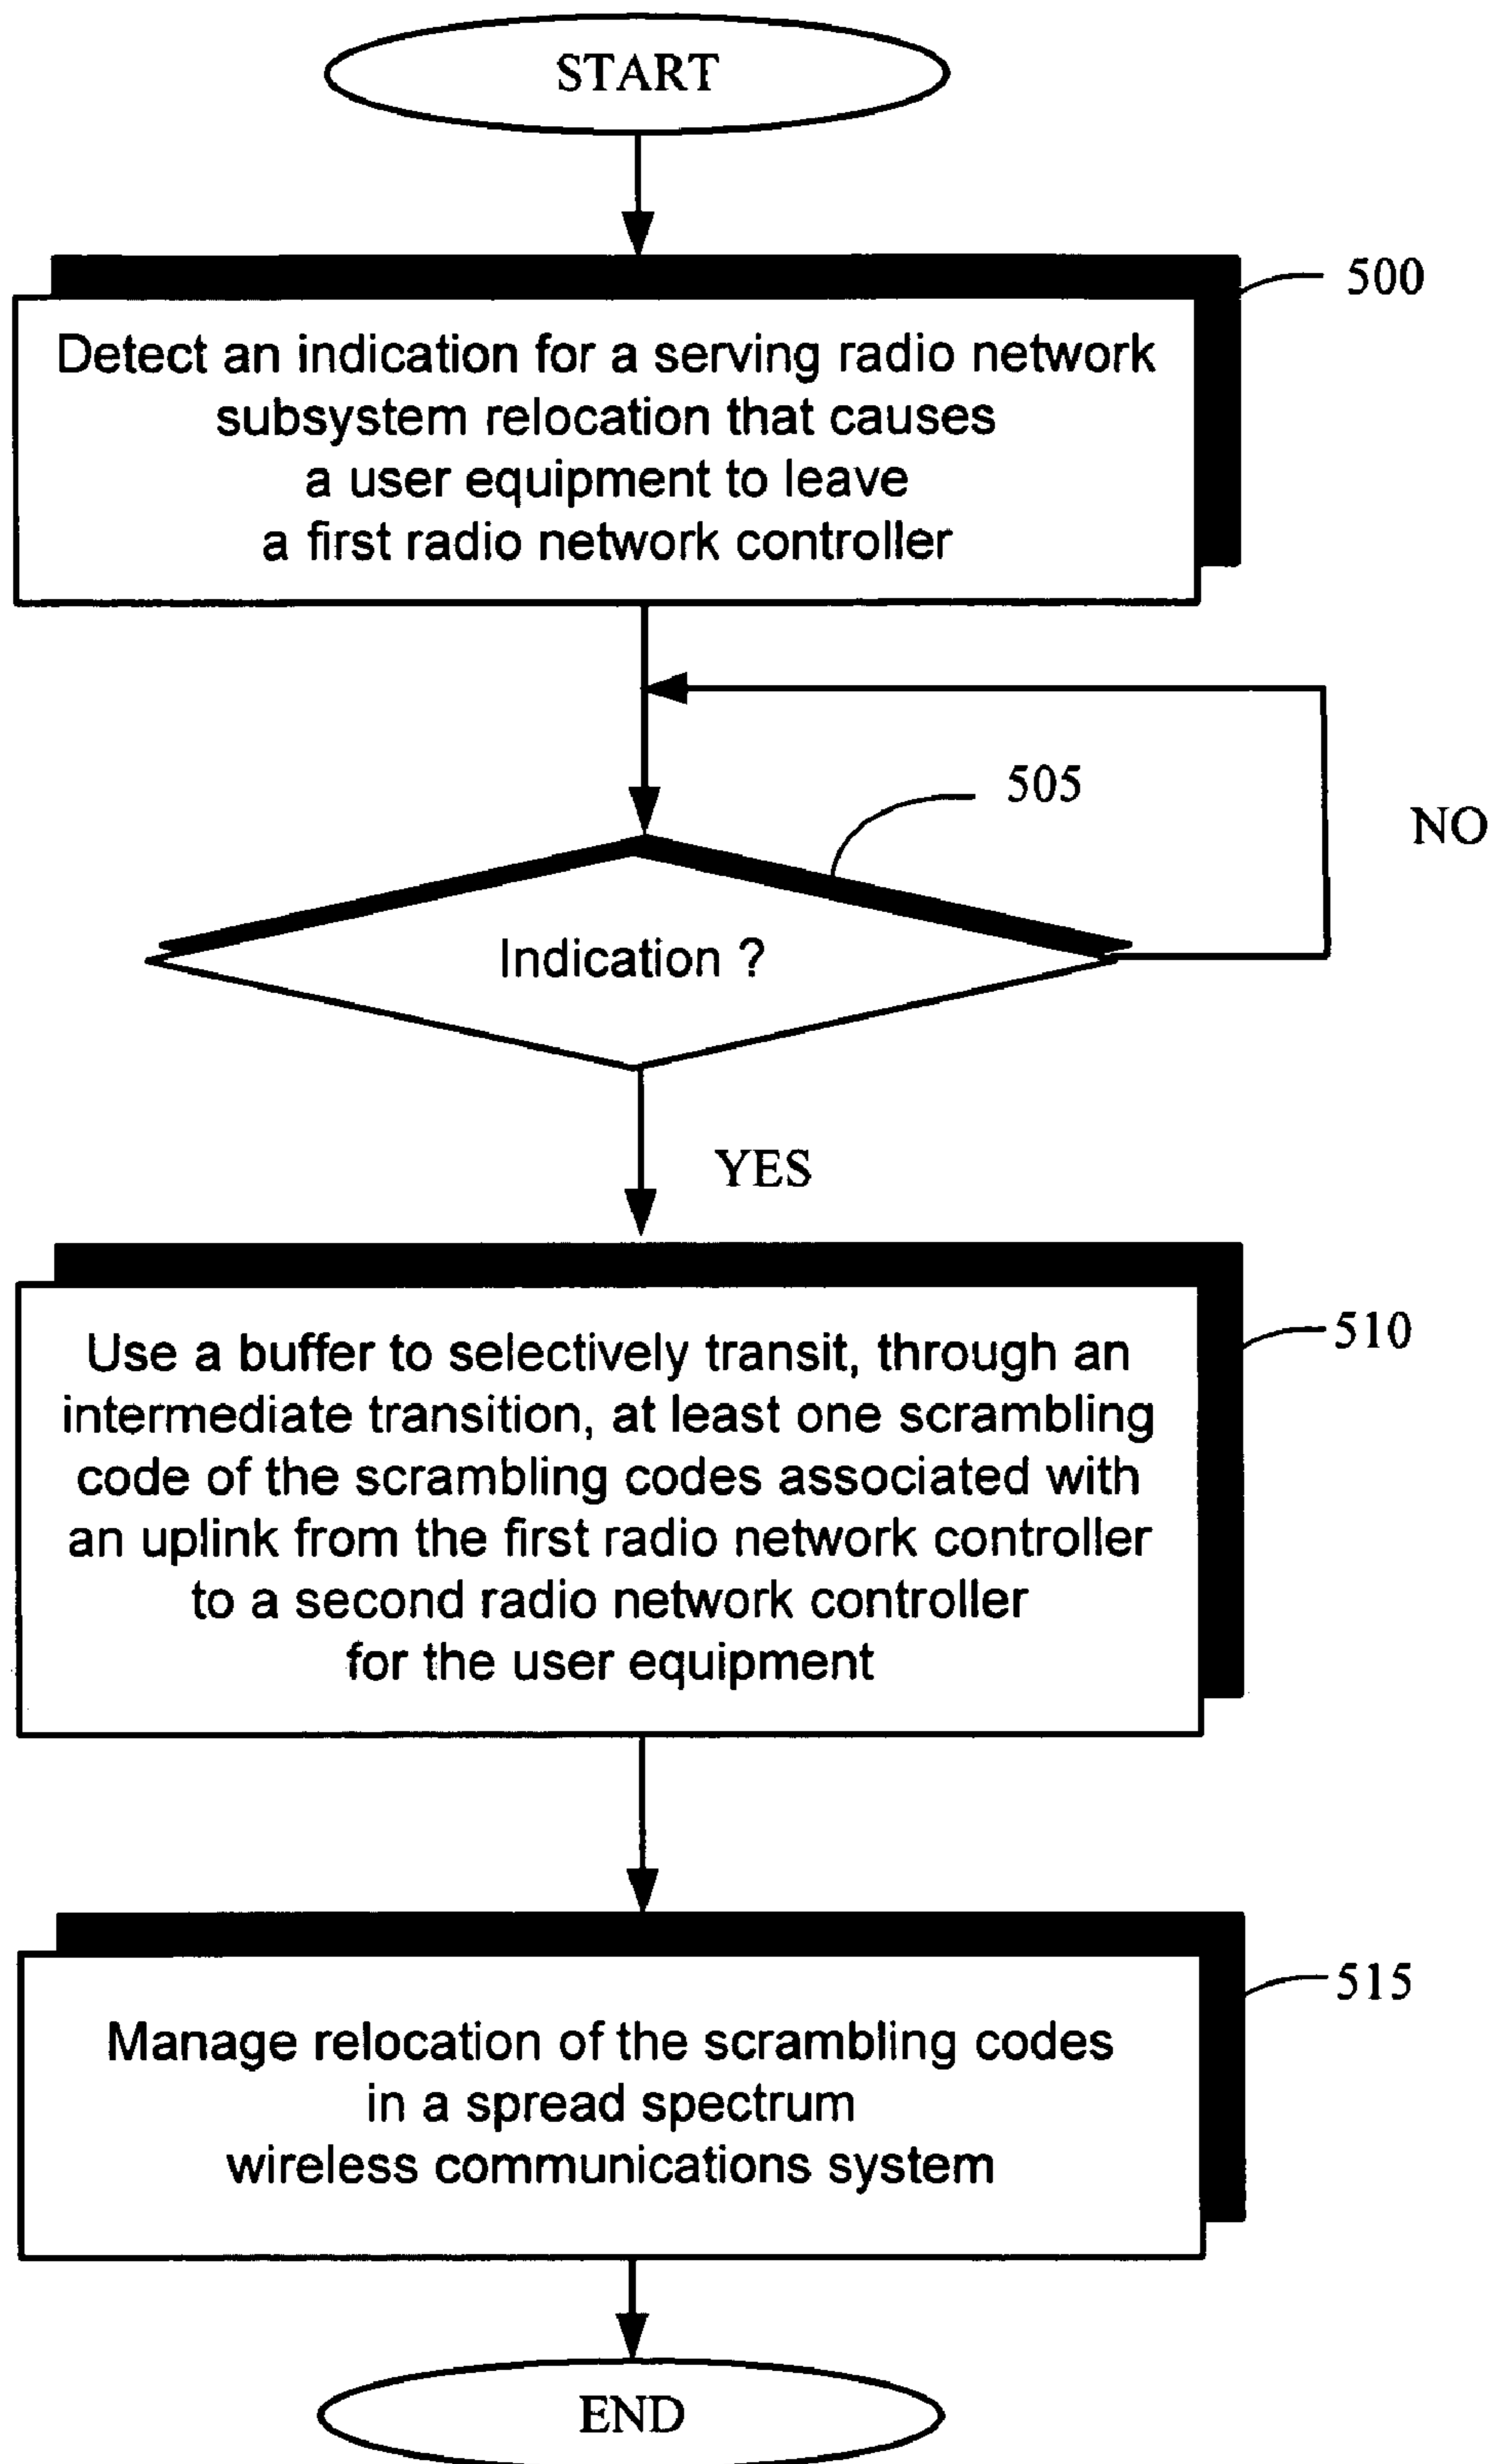 START
500
Detect an indication for a serving radio network
subsystem relocation that causes
a user equipment to leave
a first radio network controller
505
NO
Indication ?
YES
510
Use a buffer to selectively transit, through an
intermediate transition, at least one scrambling
code of the scrambling codes associated with
an uplink from the first radio network controller
to a second radio network controller
for the user equipment
515
Manage relocation of the scrambling codes
in a spread spectrum
wireless communications system
END